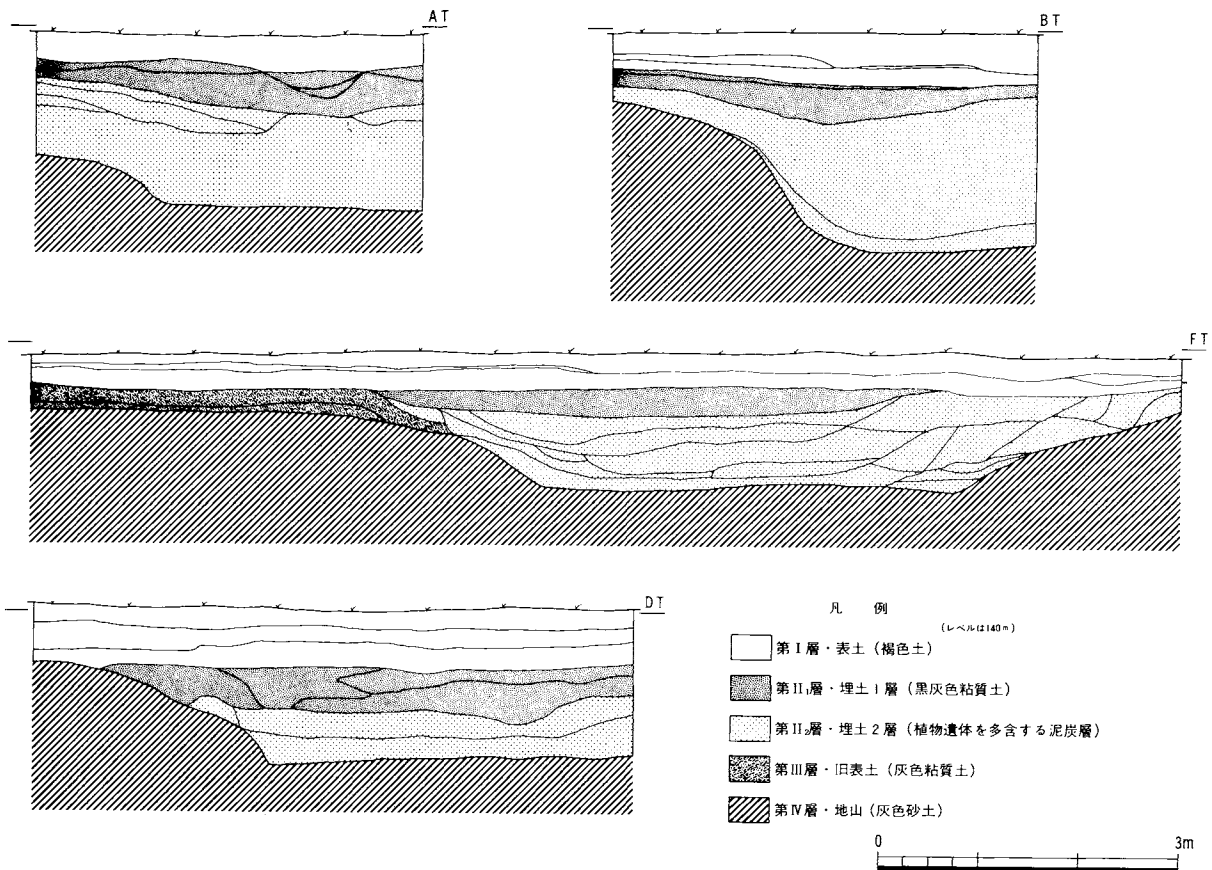 AT
BT
FT
DT
凡 例
(レベルは140m)
第Ⅰ層・表土(褐色土)
第Ⅱ₁層・埋土1層(黒灰色粘質土)
第Ⅱ₂層・埋土2層(植物遺体を多含する泥炭層)
第Ⅲ層・旧表土(灰色粘質土)
第Ⅳ層・地山(灰色砂土)
0 3m